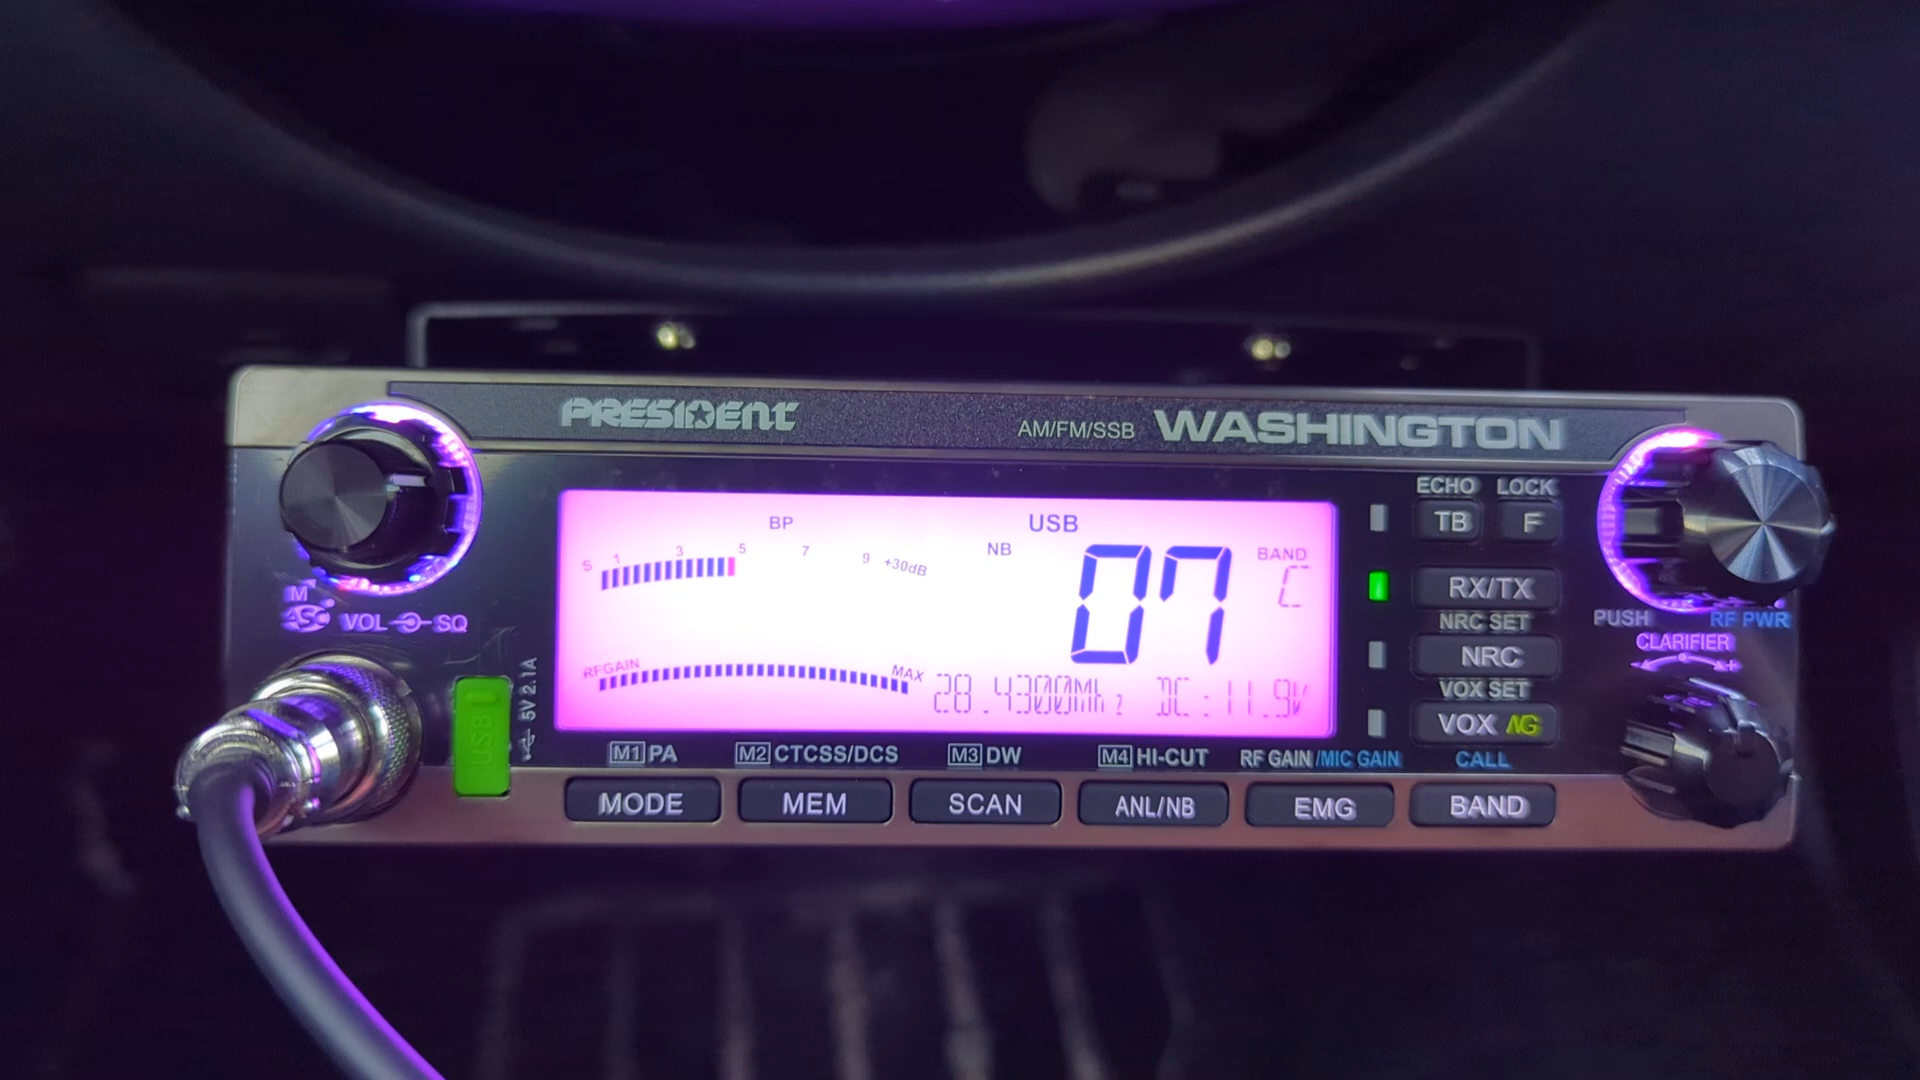 PRESIDENT
AM/FM/SSB WASHINGTON
ECHO LOCK
TB F
BP USB
NB 07 BAND C
S 1 3 5 7 9 +30dB
RX/TX
NRC SET
NRC
VOX SET
VOX NG
M
ASC VOL SQ
PUSH RF PWR
CLARIFIER
- +
RF GAIN MAX
28.4300Mhz DC:11.9V
USB
5V 2.1A
M1 PA M2 CTCSS/DCS M3 DW M4 HI-CUT RF GAIN/MIC GAIN CALL
MODE MEM SCAN ANL/NB EMG BAND